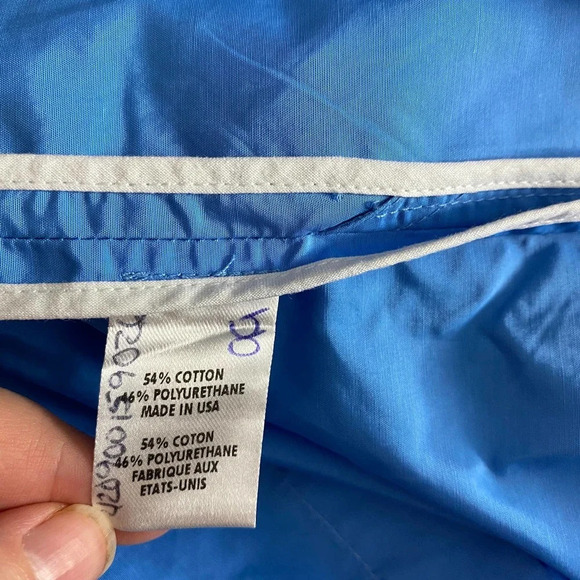 54% COTTON
46% POLYURETHANE
MADE IN USA
54% COTON
46% POLYURETHANE
FABRIQUE AUX
ETATS-UNIS